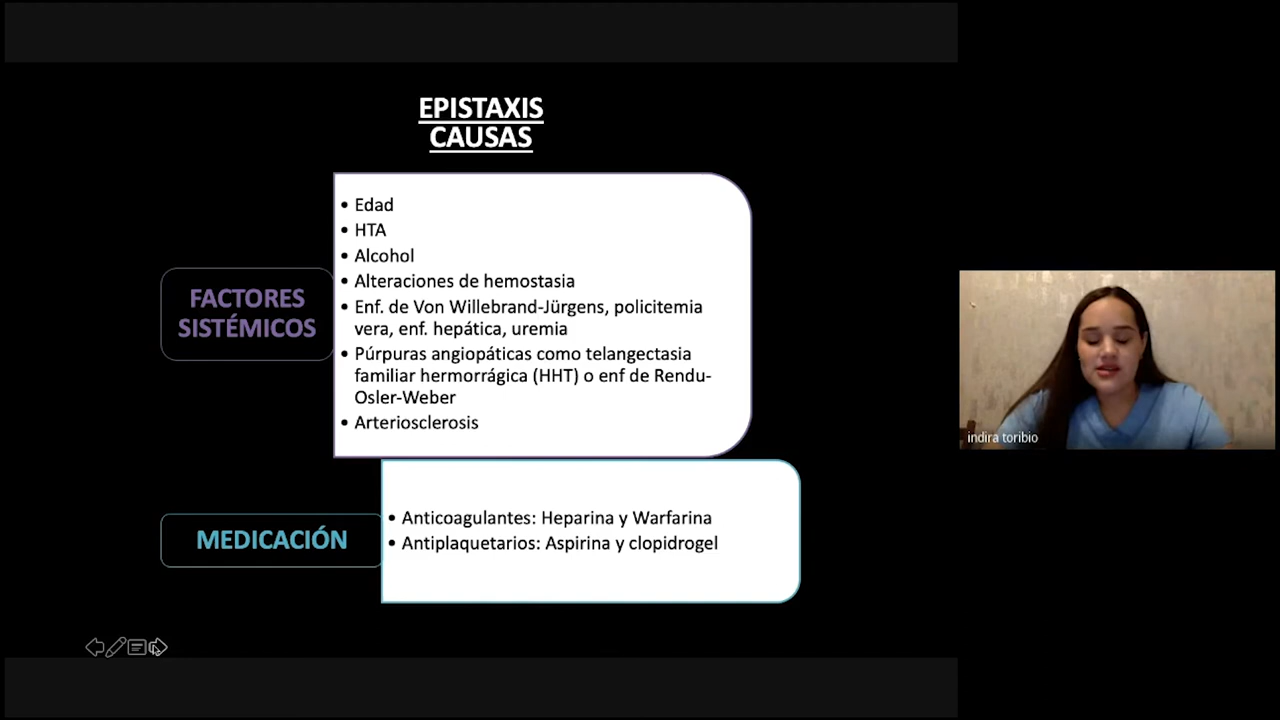 EPISTAXIS
CAUSAS
FACTORES
SISTÉMICOS
• Edad
• HTA
• Alcohol
• Alteraciones de hemostasia
• Enf. de Von Willebrand-Jürgens, policitemia
vera, enf. hepática, uremia
• Púrpuras angiopáticas como telangectasia
familiar hermorrágica (HHT) o enf de Rendu-
Osler-Weber
• Arteriosclerosis
MEDICACIÓN
• Anticoagulantes: Heparina y Warfarina
• Antiplaquetarios: Aspirina y clopidrogel
indira toribio